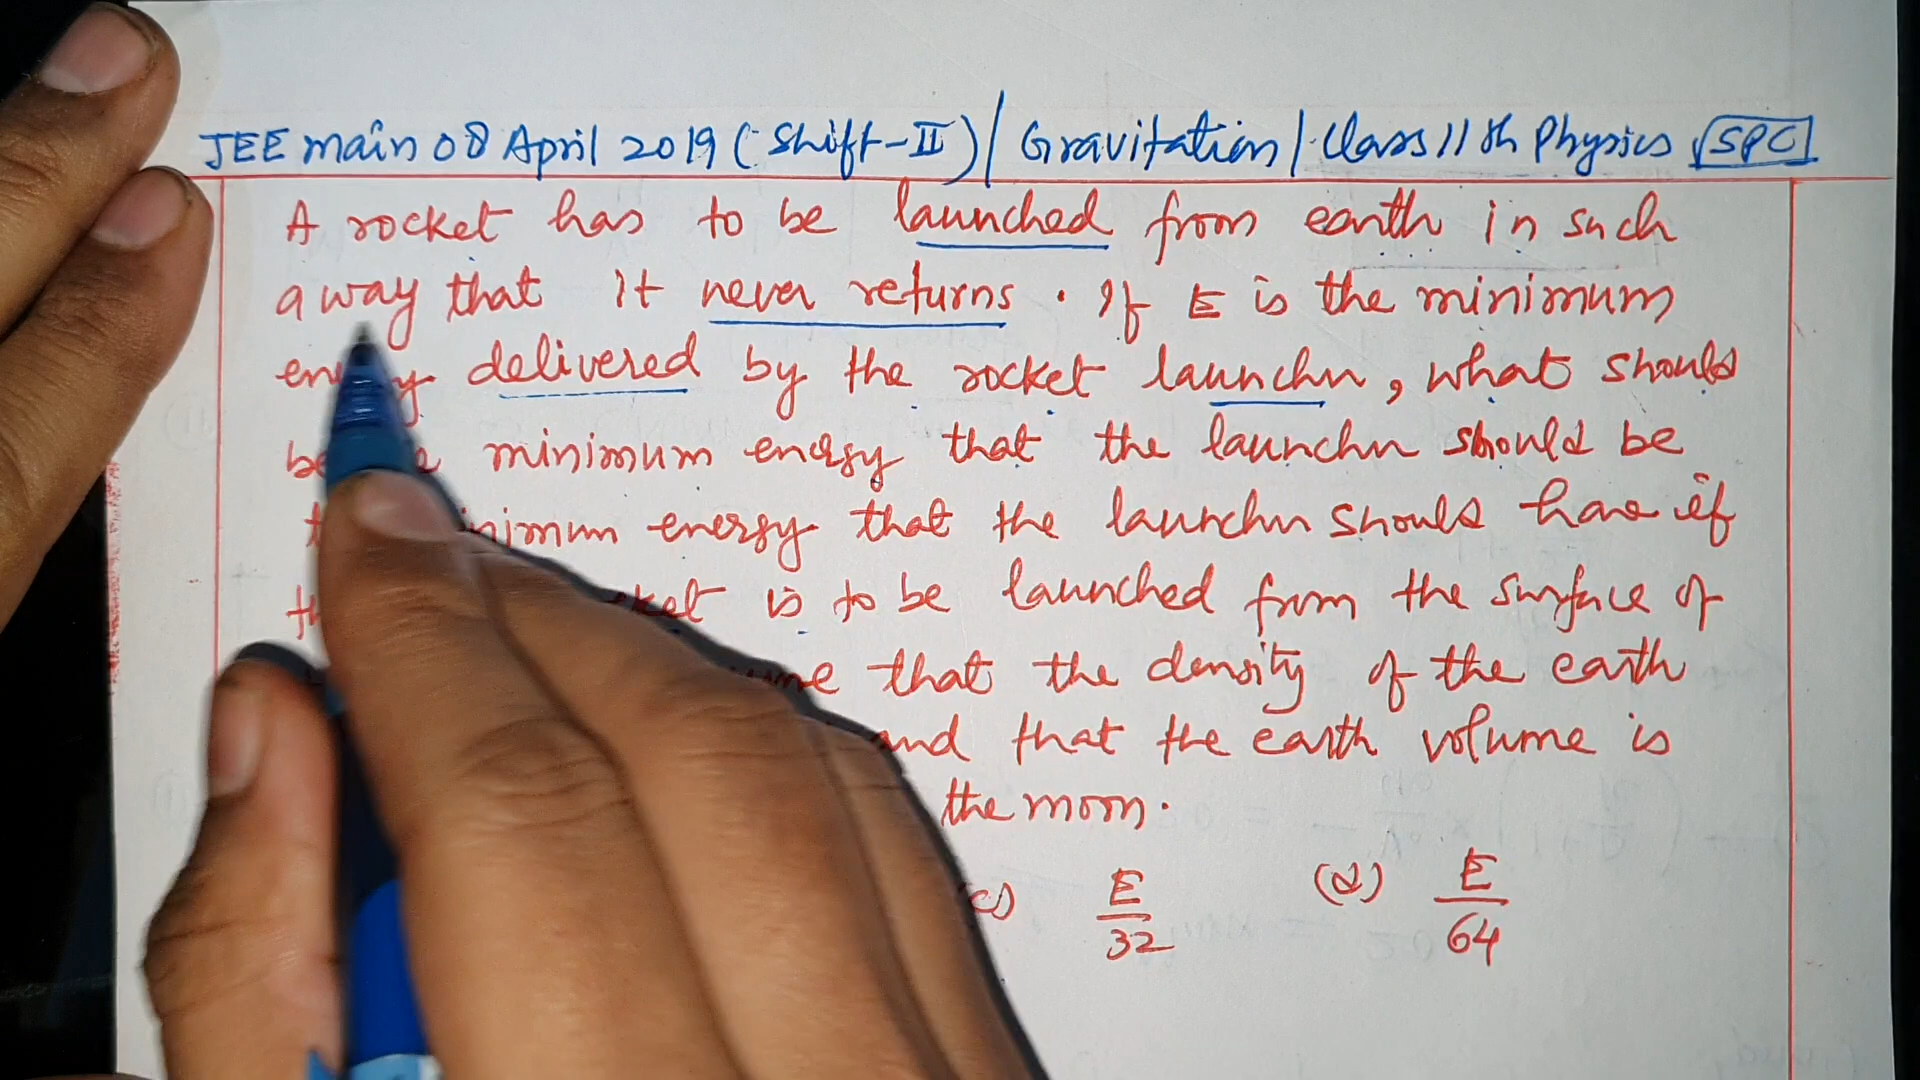 JEE main 08 April 2019 (Shift-II) / Gravitation / Class 11th Physics SPC
A rocket has to be launched from earth in such
a way that it never returns. If E is the minimum
delivered by the rocket launcher, what should
minimum energy that the launcher should be
energy that the launcher should have if
is to be launched from the surface of
that the density of the earth
and that the earth volume is
the moon.
(c) E/32 (d) E/64